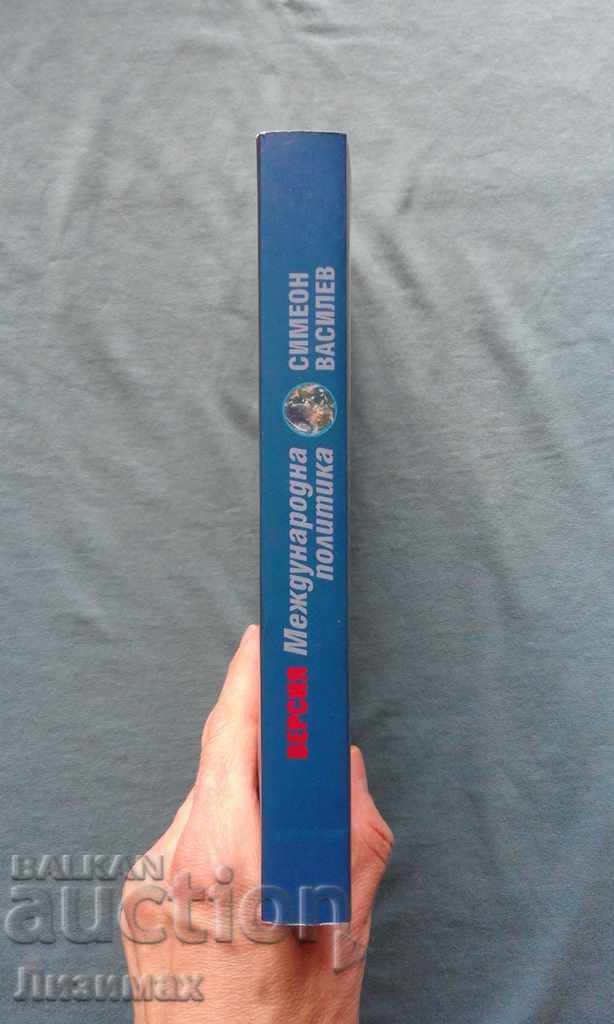 ВЕРСИЯ
Международна
политика
СИМЕОН
ВАСИЛЕВ
BALKAN
auction
Лизимах